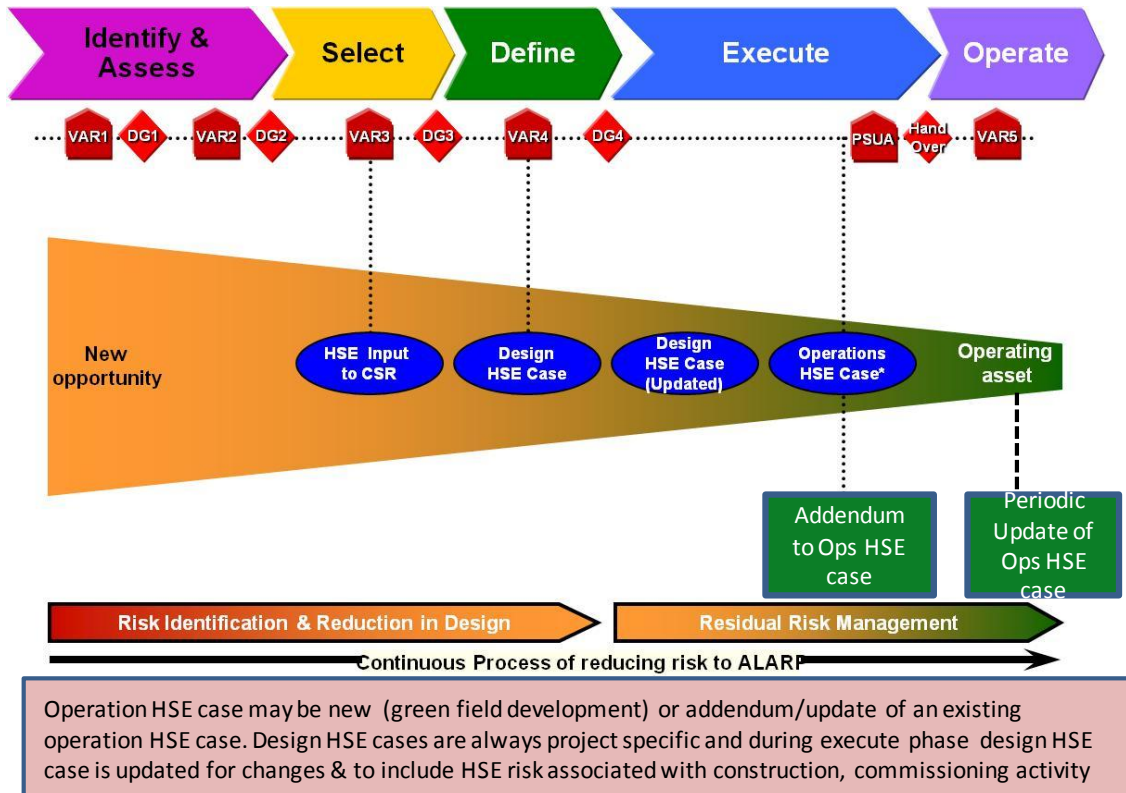 Identify &
Assess
Select
Define
Execute
Operate
VAR1
DG1
VAR2
DG2
VAR3
DG3
VAR4
DG4
PSUA
Hand
Over
VAR5
New
opportunity
HSE Input
to CSR
Design
HSE Case
Design
HSE Case
(Updated)
Operations
HSE Case*
Operating
asset
Addendum
to Ops HSE
case
Periodic
Update of
Ops HSE
case
Risk Identification & Reduction in Design
Residual Risk Management
Continuous Process of reducing risk to ALARP
Operation HSE case may be new (green field development) or addendum/update of an existing
operation HSE case. Design HSE cases are always project specific and during execute phase design HSE
case is updated for changes & to include HSE risk associated with construction, commissioning activity